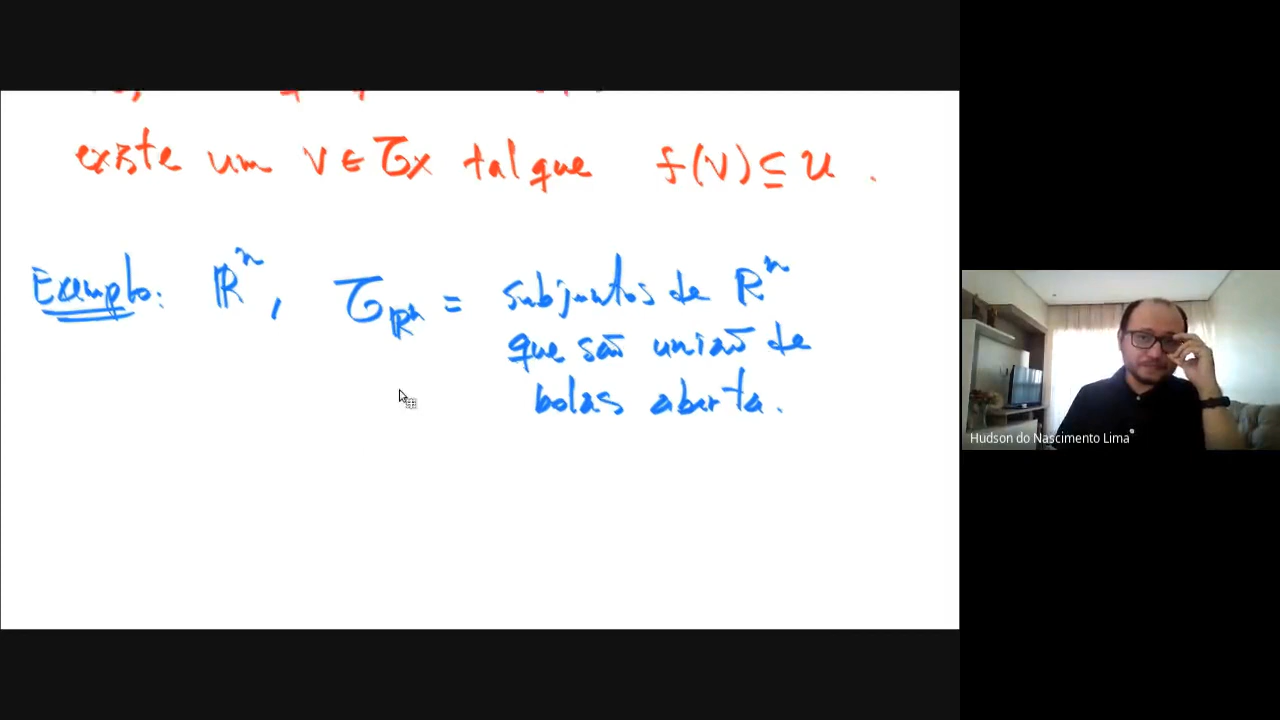 existe um V ∈ τx tal que f(V) ⊆ U .
Exemplo: ℝⁿ, τℝⁿ = subjuntos de ℝⁿ
que são união de
bolas aberta.
Hudson do Nascimento Lima